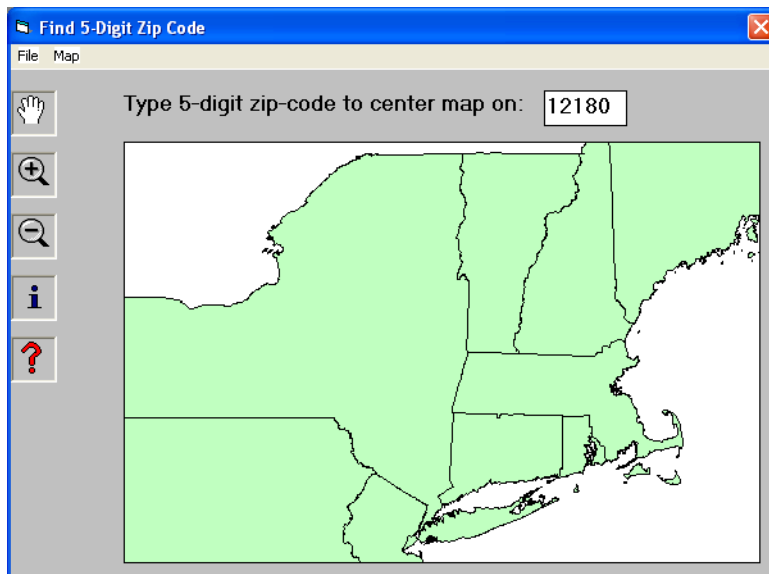 Find 5-Digit Zip Code
File Map
Type 5-digit zip-code to center map on: 12180
i
?